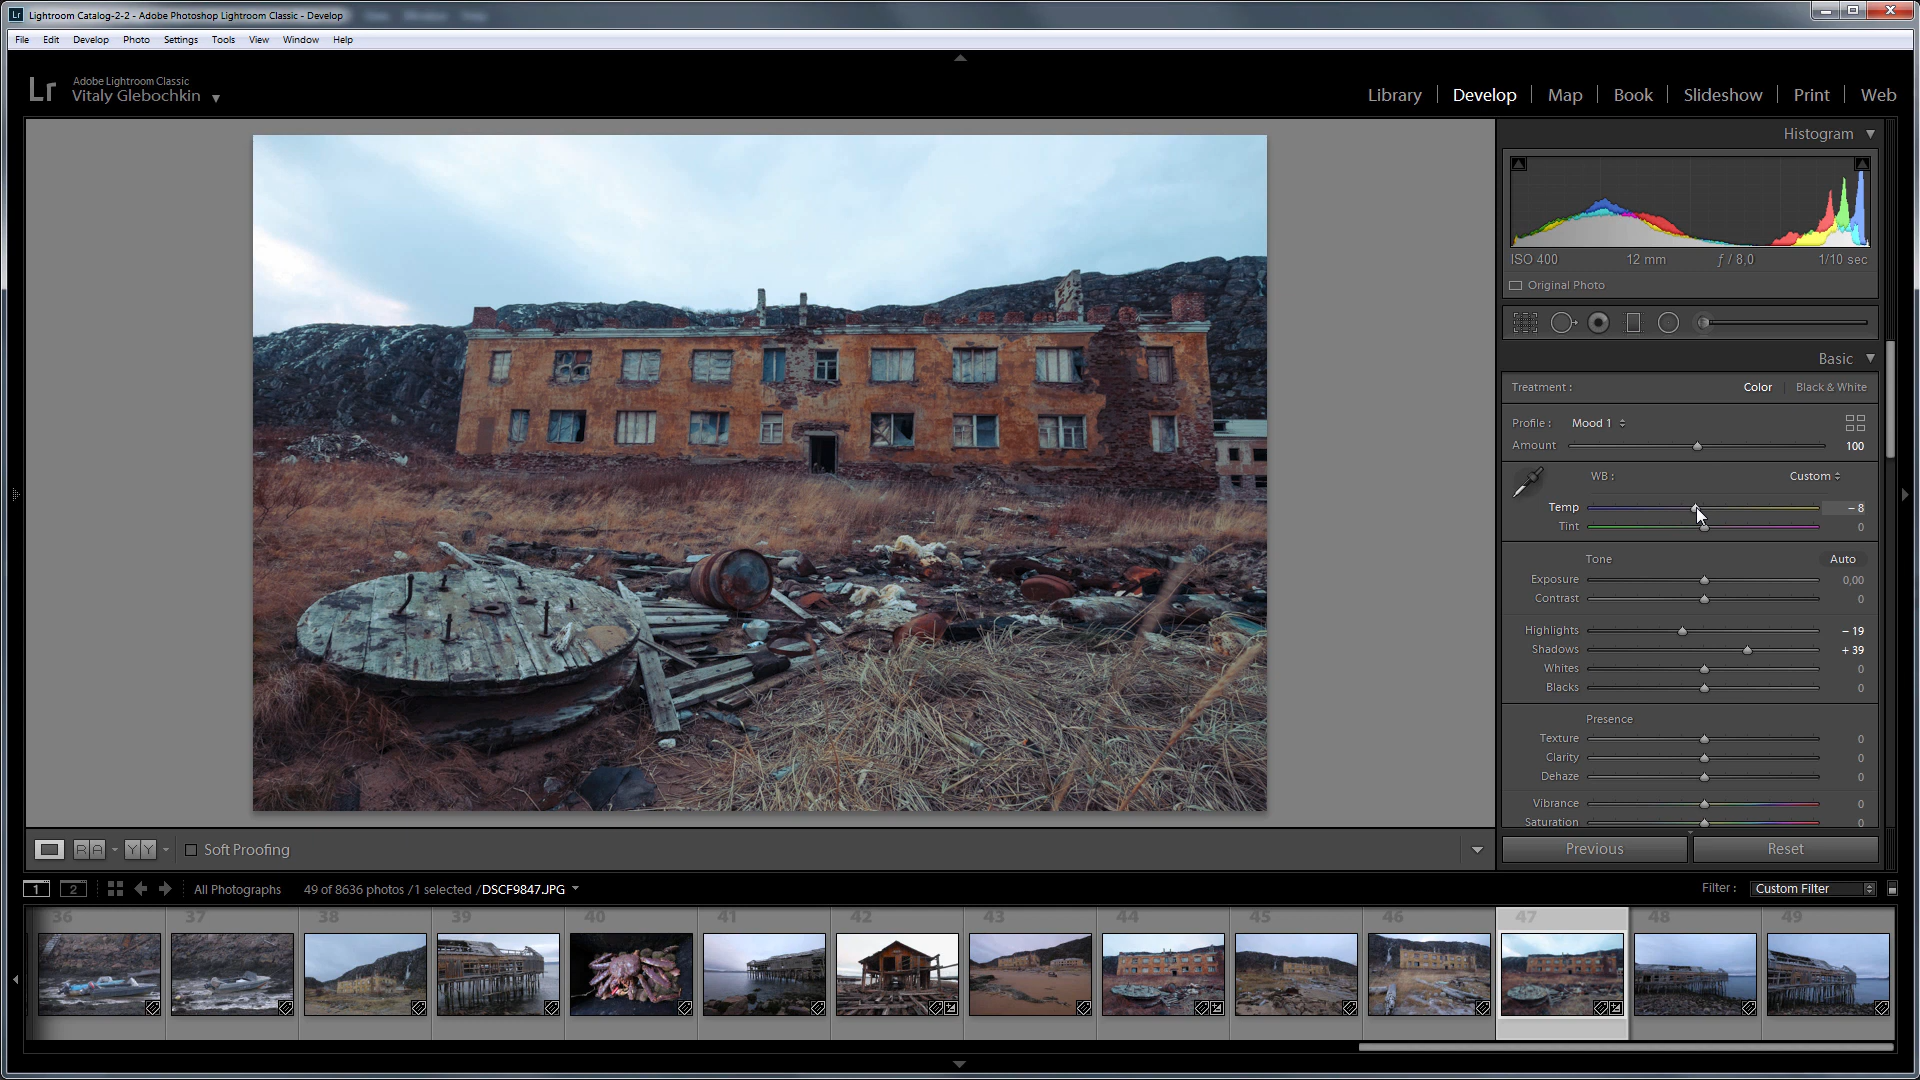 Lightroom Catalog-2-2 - Adobe Photoshop Lightroom Classic - Develop
File Edit Develop Photo Settings Tools View Window Help
Lr
Adobe Lightroom Classic
Vitaly Glebochkin
Library Develop Map Book Slideshow Print Web
Histogram
ISO 400 12 mm ƒ / 8,0 1/10 sec
Original Photo
Basic
Treatment : Color Black & White
Profile : Mood 1
Amount 100
WB : Custom
Temp – 8
Tint 0
Tone Auto
Exposure 0,00
Contrast 0
Highlights – 19
Shadows + 39
Whites 0
Blacks 0
Presence
Texture 0
Clarity 0
Dehaze 0
Vibrance 0
Saturation 0
Previous Reset
R A Y Y Soft Proofing
1 2 All Photographs 49 of 8636 photos / 1 selected / DSCF9847.JPG Filter : Custom Filter
36 37 38 39 40 41 42 43 44 45 46 47 48 49